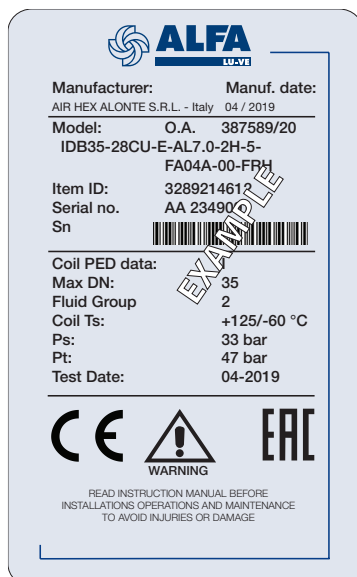 ALFA
LU-VE
Manufacturer: Manuf. date:
AIR HEX ALONTE S.R.L. - Italy 04 / 2019
Model: O.A. 387589/20
IDB35-28CU-E-AL7.0-2H-5-
FA04A-00-FRH
Item ID: 3289214612
Serial no. AA 234905
Sn
EXAMPLE
Coil PED data:
Max DN: 35
Fluid Group 2
Coil Ts: +125/-60 °C
Ps: 33 bar
Pt: 47 bar
Test Date: 04-2019
CE
EAC
WARNING
READ INSTRUCTION MANUAL BEFORE
INSTALLATIONS OPERATIONS AND MAINTENANCE
TO AVOID INJURIES OR DAMAGE